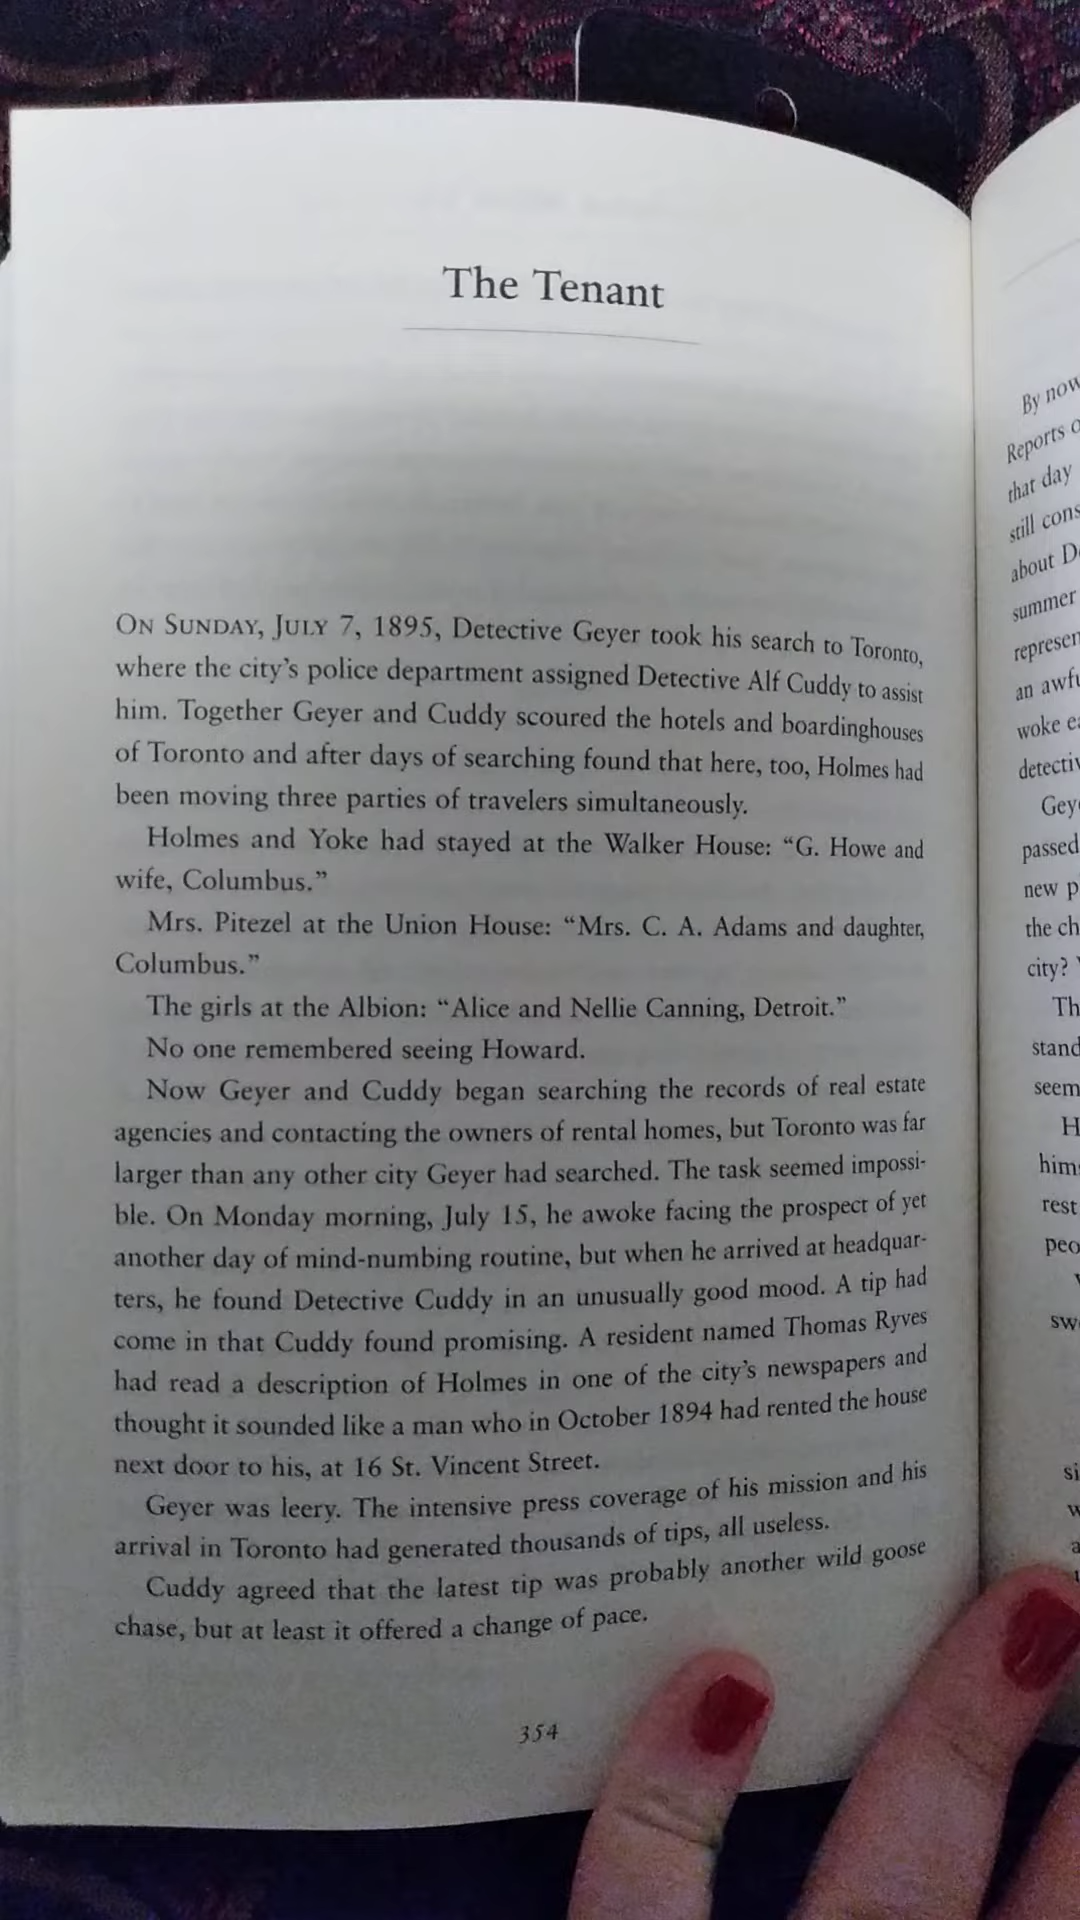 The Tenant
ON SUNDAY, JULY 7, 1895, Detective Geyer took his search to Toronto,
where the city's police department assigned Detective Alf Cuddy to assist
him. Together Geyer and Cuddy scoured the hotels and boardinghouses
of Toronto and after days of searching found that here, too, Holmes had
been moving three parties of travelers simultaneously.
Holmes and Yoke had stayed at the Walker House: “G. Howe and
wife, Columbus.”
Mrs. Pitezel at the Union House: “Mrs. C. A. Adams and daughter,
Columbus.”
The girls at the Albion: “Alice and Nellie Canning, Detroit.”
No one remembered seeing Howard.
Now Geyer and Cuddy began searching the records of real estate
agencies and contacting the owners of rental homes, but Toronto was far
larger than any other city Geyer had searched. The task seemed impossi-
ble. On Monday morning, July 15, he awoke facing the prospect of yet
another day of mind-numbing routine, but when he arrived at headquar-
ters, he found Detective Cuddy in an unusually good mood. A tip had
come in that Cuddy found promising. A resident named Thomas Ryves
had read a description of Holmes in one of the city's newspapers and
thought it sounded like a man who in October 1894 had rented the house
next door to his, at 16 St. Vincent Street.
Geyer was leery. The intensive press coverage of his mission and his
arrival in Toronto had generated thousands of tips, all useless.
Cuddy agreed that the latest tip was probably another wild goose
chase, but at least it offered a change of pace.
354
By now
Reports
that day
still
about
summer
an
woke
passed
new
the
city?